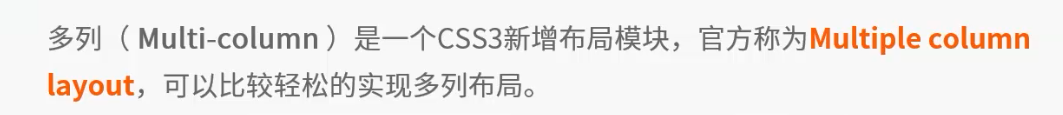 多列（ Multi-column ）是一个CSS3新增布局模块，官方称为Multiple column
layout，可以比较轻松的实现多列布局。